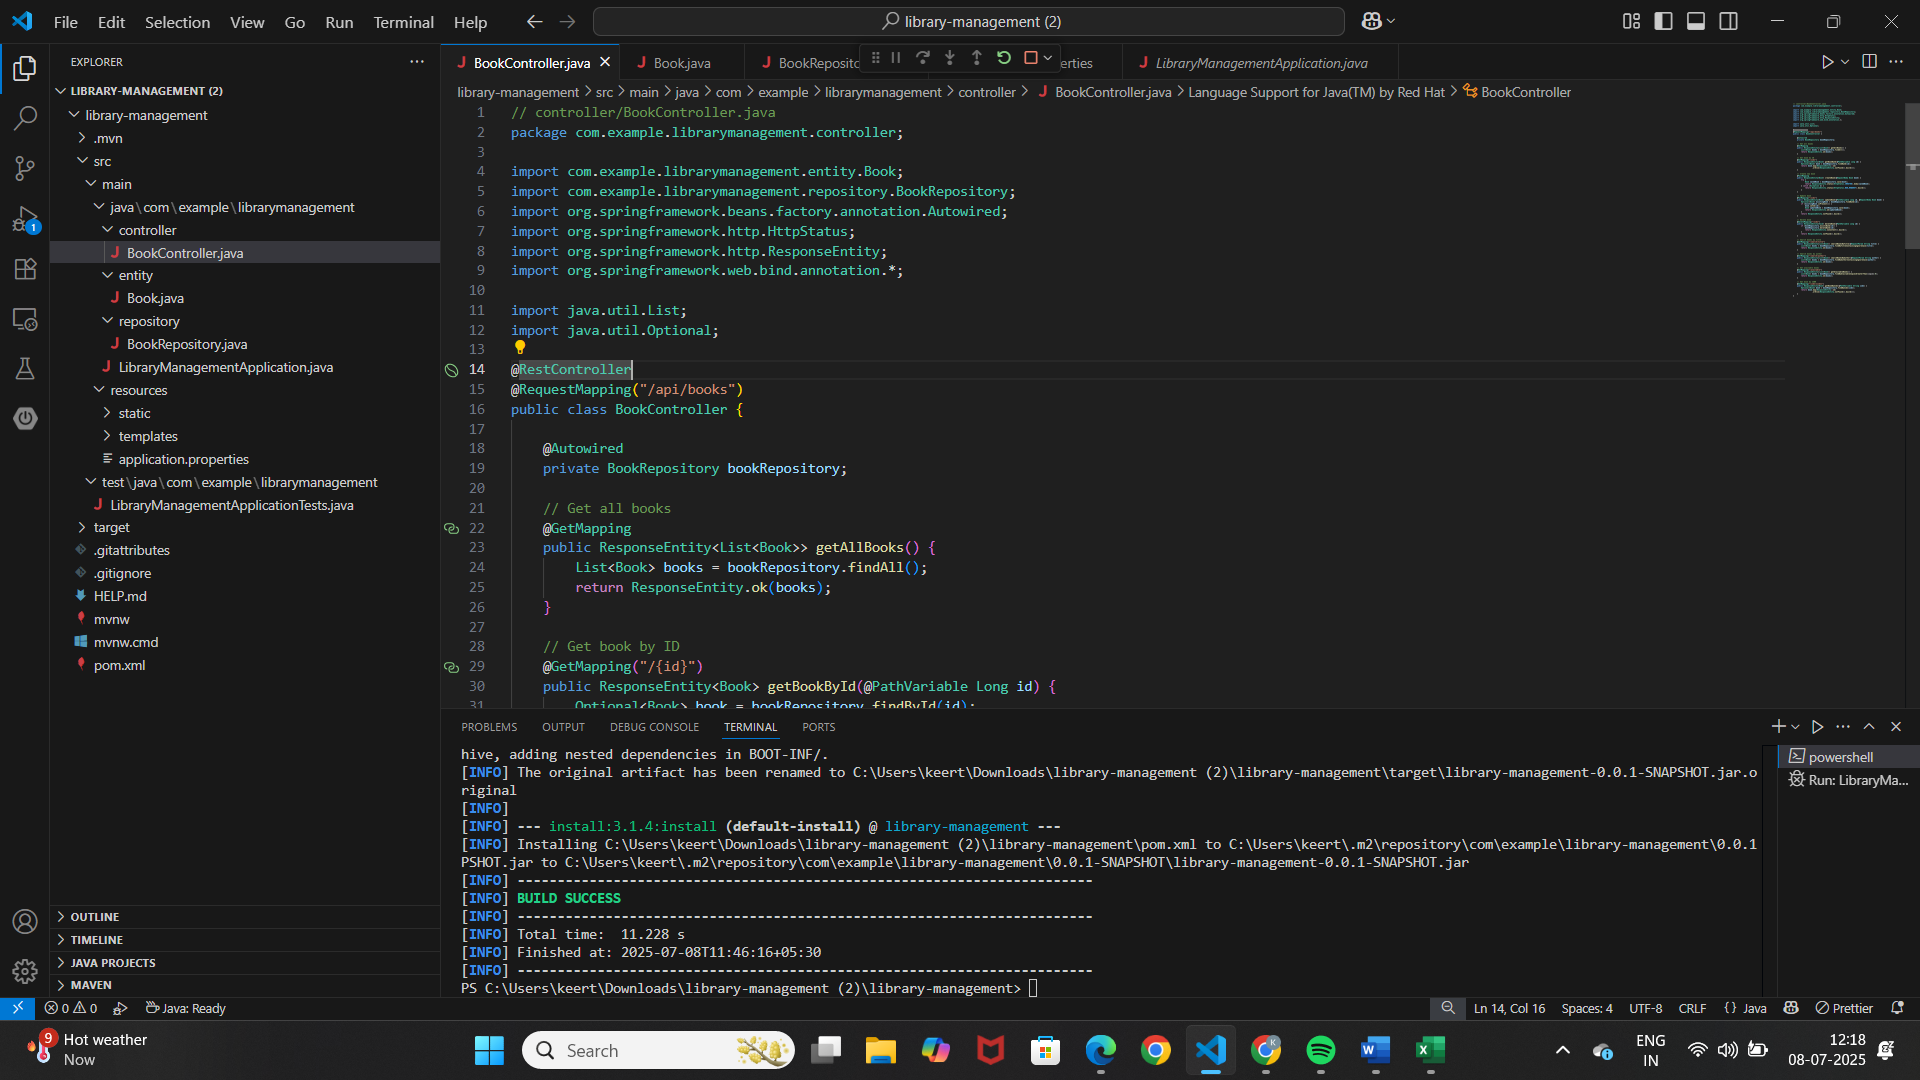 File Edit Selection View Go Run Terminal Help
library-management (2)
EXPLORER
LIBRARY-MANAGEMENT (2)
library-management
.mvn
src
main
java\com\example\librarymanagement
controller
BookController.java
entity
Book.java
repository
BookRepository.java
LibraryManagementApplication.java
resources
static
templates
application.properties
test\java\com\example\librarymanagement
LibraryManagementApplicationTests.java
target
.gitattributes
.gitignore
HELP.md
mvnw
mvnw.cmd
pom.xml
OUTLINE
TIMELINE
JAVA PROJECTS
MAVEN
1
BookController.java Book.java BookReposito erties LibraryManagementApplication.java
library-management > src > main > java > com > example > librarymanagement > controller > BookController.java > Language Support for Java(TM) by Red Hat > BookController
1 // controller/BookController.java
2 package com.example.librarymanagement.controller;
3
4 import com.example.librarymanagement.entity.Book;
5 import com.example.librarymanagement.repository.BookRepository;
6 import org.springframework.beans.factory.annotation.Autowired;
7 import org.springframework.http.HttpStatus;
8 import org.springframework.http.ResponseEntity;
9 import org.springframework.web.bind.annotation.*;
10
11 import java.util.List;
12 import java.util.Optional;
13
14 @RestController
15 @RequestMapping("/api/books")
16 public class BookController {
17
18 @Autowired
19 private BookRepository bookRepository;
20
21 // Get all books
22 @GetMapping
23 public ResponseEntity<List<Book>> getAllBooks() {
24 List<Book> books = bookRepository.findAll();
25 return ResponseEntity.ok(books);
26 }
27
28 // Get book by ID
29 @GetMapping("/{id}")
30 public ResponseEntity<Book> getBookById(@PathVariable Long id) {
31 Optional<Book> book = bookRepository.findById(id);
PROBLEMS OUTPUT DEBUG CONSOLE TERMINAL PORTS
powershell
Run: LibraryMa...
hive, adding nested dependencies in BOOT-INF/.
[INFO] The original artifact has been renamed to C:\Users\keert\Downloads\library-management (2)\library-management\target\library-management-0.0.1-SNAPSHOT.jar.o
riginal
[INFO]
[INFO] --- install:3.1.4:install (default-install) @ library-management ---
[INFO] Installing C:\Users\keert\Downloads\library-management (2)\library-management\pom.xml to C:\Users\keert\.m2\repository\com\example\library-management\0.0.1
PSHOT.jar to C:\Users\keert\.m2\repository\com\example\library-management\0.0.1-SNAPSHOT\library-management-0.0.1-SNAPSHOT.jar
[INFO] ------------------------------------------------------------------------
[INFO] BUILD SUCCESS
[INFO] ------------------------------------------------------------------------
[INFO] Total time: 11.228 s
[INFO] Finished at: 2025-07-08T11:46:16+05:30
[INFO] ------------------------------------------------------------------------
PS C:\Users\keert\Downloads\library-management (2)\library-management>
0 0 Java: Ready Ln 14, Col 16 Spaces: 4 UTF-8 CRLF {} Java Prettier
9 Hot weather
Now
Search
ENG
IN
12:18
08-07-2025